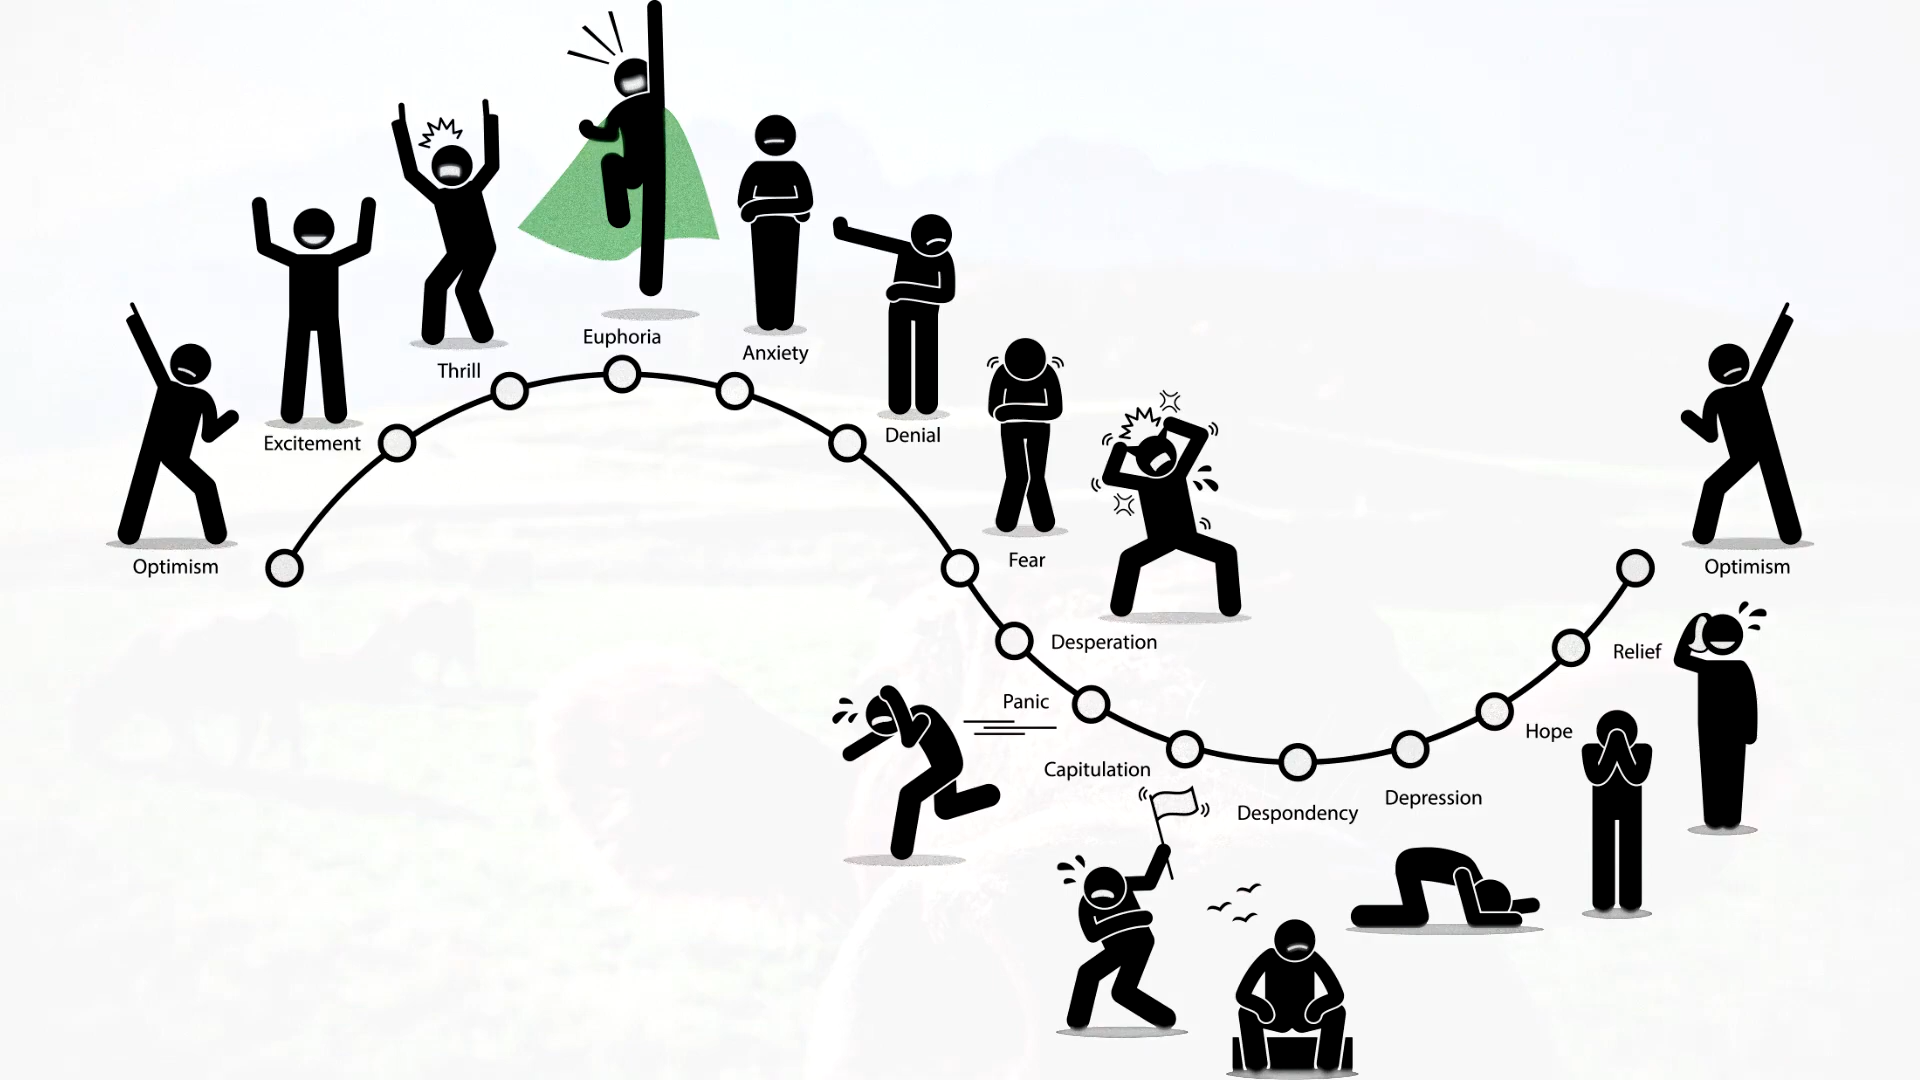 Optimism
Excitement
Thrill
Euphoria
Anxiety
Denial
Fear
Desperation
Panic
Capitulation
Despondency
Depression
Hope
Relief
Optimism